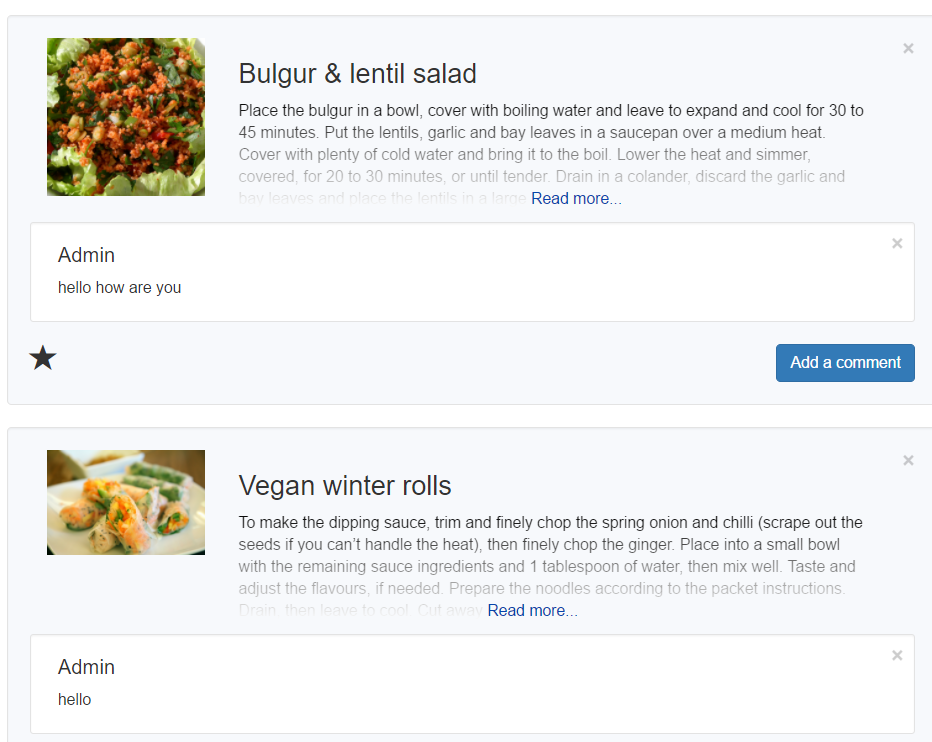 ×
Bulgur & lentil salad
Place the bulgur in a bowl, cover with boiling water and leave to expand and cool for 30 to
45 minutes. Put the lentils, garlic and bay leaves in a saucepan over a medium heat.
Cover with plenty of cold water and bring it to the boil. Lower the heat and simmer,
covered, for 20 to 30 minutes, or until tender. Drain in a colander, discard the garlic and
bay leaves and place the lentils in a large Read more...
×
Admin
hello how are you
★
Add a comment
×
Vegan winter rolls
To make the dipping sauce, trim and finely chop the spring onion and chilli (scrape out the
seeds if you can’t handle the heat), then finely chop the ginger. Place into a small bowl
with the remaining sauce ingredients and 1 tablespoon of water, then mix well. Taste and
adjust the flavours, if needed. Prepare the noodles according to the packet instructions.
Drain, then leave to cool. Cut away Read more...
×
Admin
hello